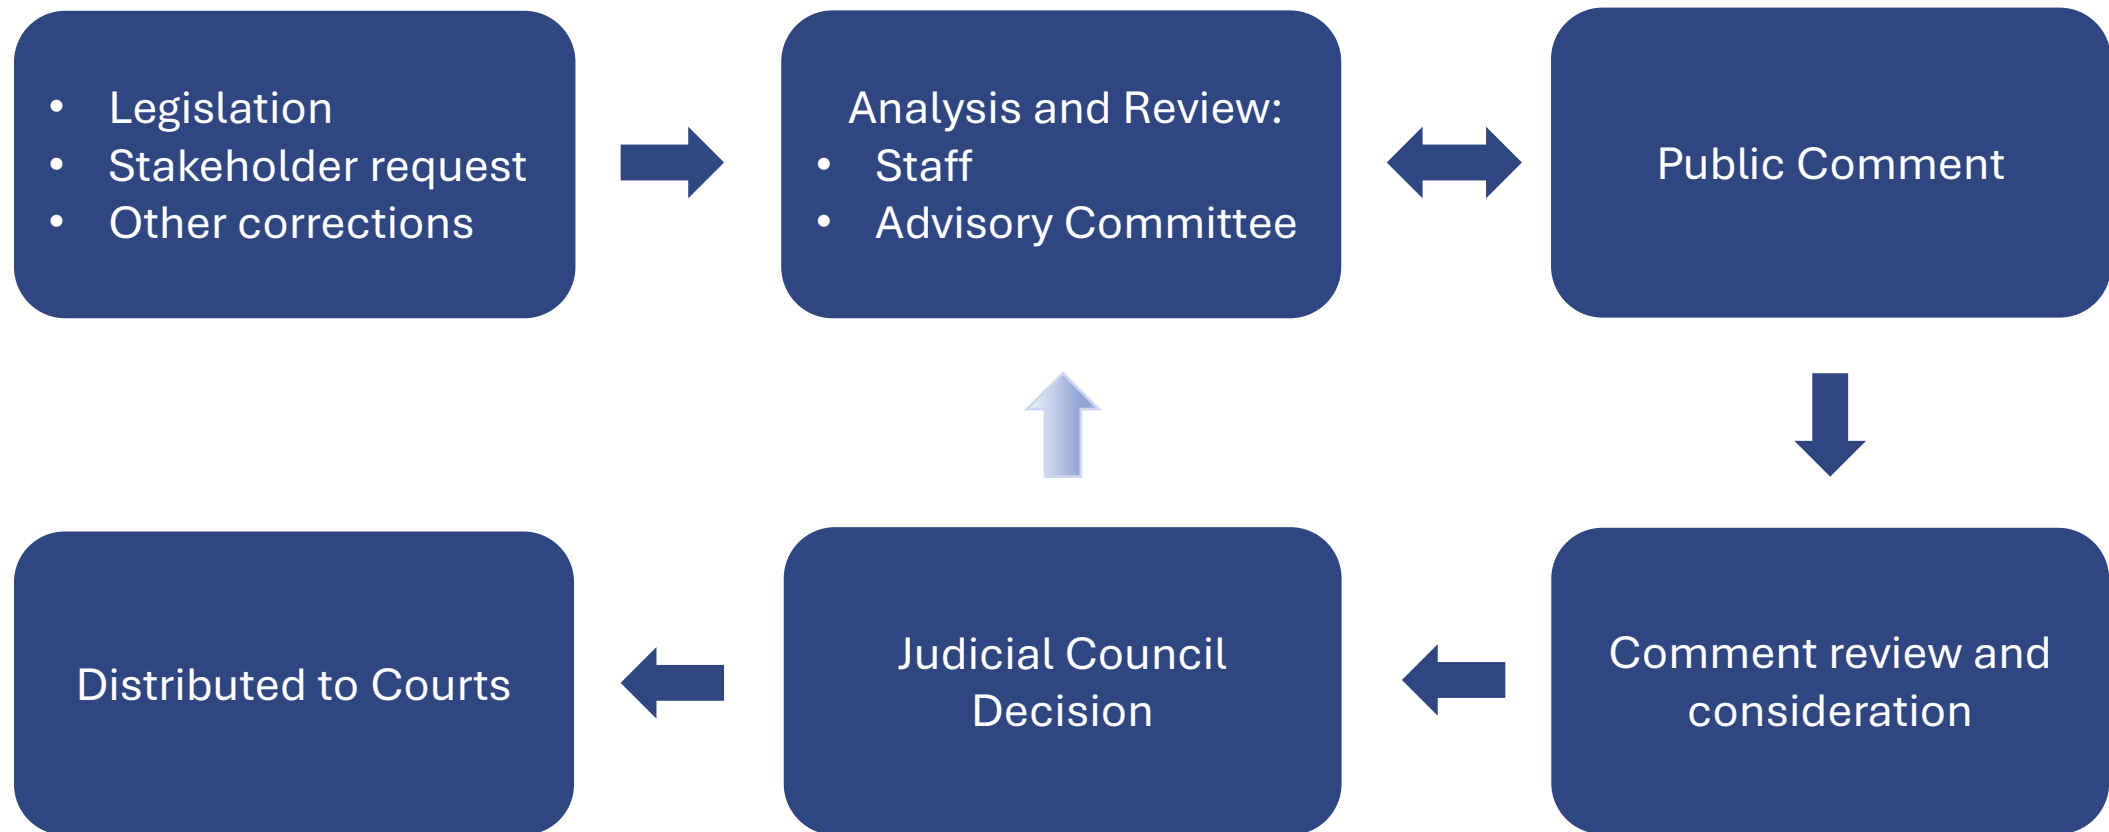 • Legislation
• Stakeholder request
• Other corrections
Analysis and Review:
• Staff
• Advisory Committee
Public Comment
Distributed to Courts
Judicial Council
Decision
Comment review and
consideration